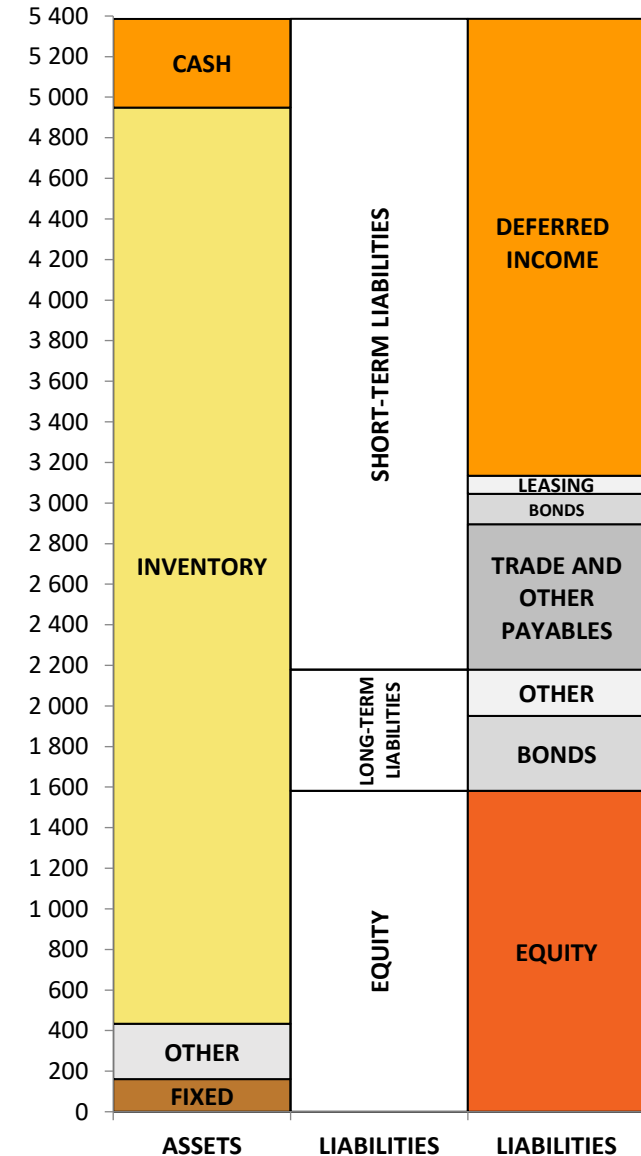 5 400
5 200
5 000
4 800
4 600
4 400
4 200
4 000
3 800
3 600
3 400
3 200
3 000
2 800
2 600
2 400
2 200
2 000
1 800
1 600
1 400
1 200
1 000
800
600
400
200
0
CASH
INVENTORY
OTHER
FIXED
ASSETS
SHORT-TERM LIABILITIES
LONG-TERM
LIABILITIES
EQUITY
LIABILITIES
DEFERRED
INCOME
LEASING
BONDS
TRADE AND
OTHER
PAYABLES
OTHER
BONDS
EQUITY
LIABILITIES